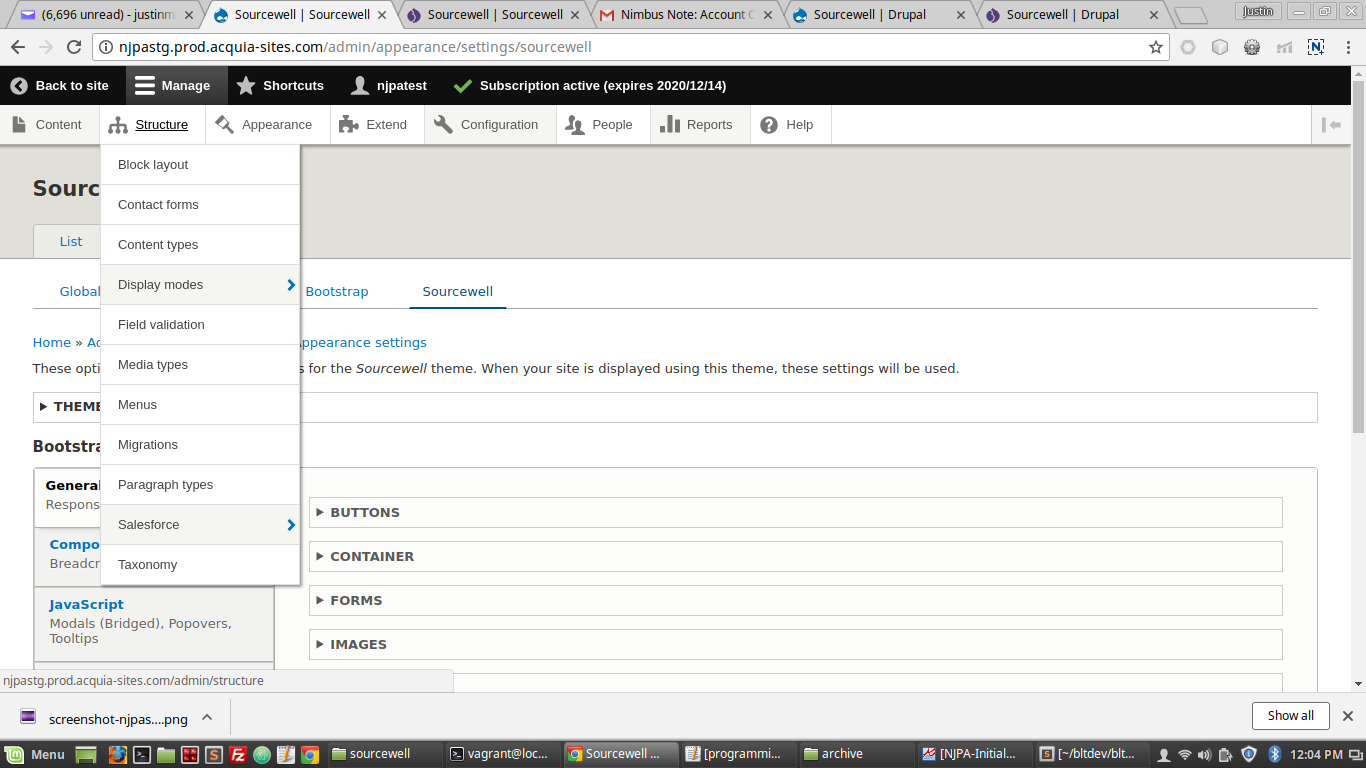 (6,696 unread) - justinm
Sourcewell | Sourcewell
Sourcewell | Sourcewell
Nimbus Note: Account C
Sourcewell | Drupal
Sourcewell | Drupal
Justin
njpastg.prod.acquia-sites.com/admin/appearance/settings/sourcewell
Back to site
Manage
Shortcuts
njpatest
Subscription active (expires 2020/12/14)
Content
Structure
Appearance
Extend
Configuration
People
Reports
Help
Block layout
Contact forms
Content types
Display modes
Field validation
Media types
Menus
Migrations
Paragraph types
Salesforce
Taxonomy
Sourc
List
Global
Bootstrap
Sourcewell
Home » Ad
Appearance settings
These opti
s for the Sourcewell theme. When your site is displayed using this theme, these settings will be used.
THEME
Bootstra
General
Respons
Compo
Breadcr
JavaScript
Modals (Bridged), Popovers,
Tooltips
BUTTONS
CONTAINER
FORMS
IMAGES
njpastg.prod.acquia-sites.com/admin/structure
screenshot-njpas....png
Show all
Menu
sourcewell
vagrant@loc...
Sourcewell ...
[programmi...
archive
[NJPA-Initial...
[~/bltdev/blt...
12:04 PM